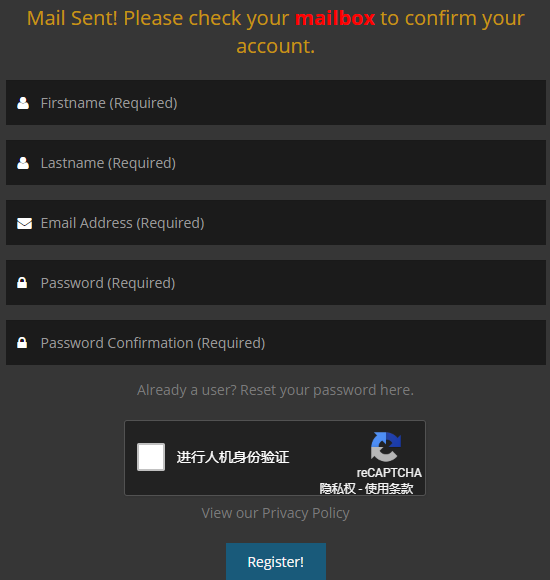 Mail Sent! Please check your mailbox to confirm your
account.
Firstname (Required)
Lastname (Required)
Email Address (Required)
Password (Required)
Password Confirmation (Required)
Already a user? Reset your password here.
进行人机身份验证
reCAPTCHA
隐私权 - 使用条款
View our Privacy Policy
Register!